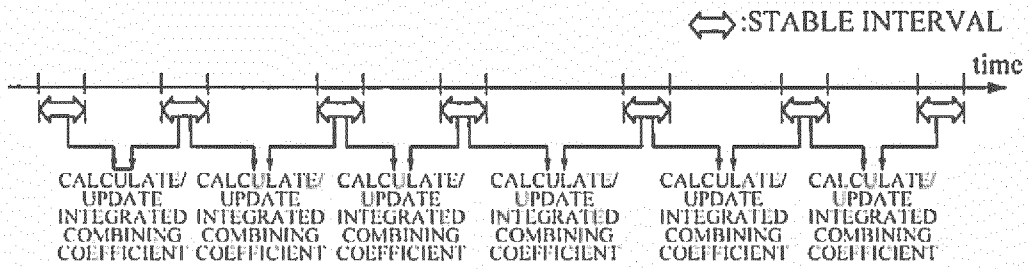 :STABLE INTERVAL
time
CALCULATE/
UPDATE
INTEGRATED
COMBINING
COEFFICIENT
CALCULATE/
UPDATE
INTEGRATED
COMBINING
COEFFICIENT
CALCULATE/
UPDATE
INTEGRATED
COMBINING
COEFFICIENT
CALCULATE/
UPDATE
INTEGRATED
COMBINING
COEFFICIENT
CALCULATE/
UPDATE
INTEGRATED
COMBINING
COEFFICIENT
CALCULATE/
UPDATE
INTEGRATED
COMBINING
COEFFICIENT